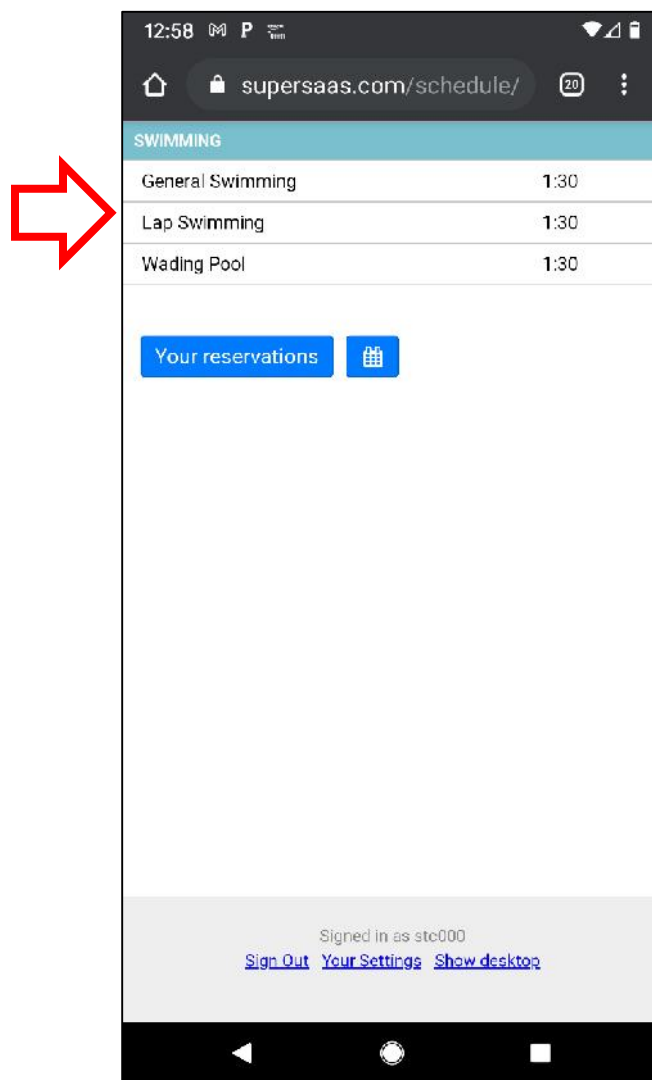 12:58 M P
supersaas.com/schedule/ 20
SWIMMING
General Swimming 1:30
Lap Swimming 1:30
Wading Pool 1:30
Your reservations
Signed in as stc000
Sign Out Your Settings Show desktop